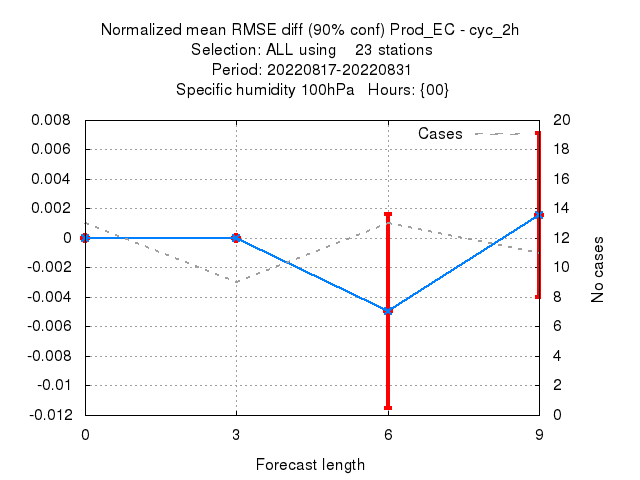 Normalized mean RMSE diff (90% conf) Prod_EC - cyc_2h
Selection: ALL using    23 stations
Period: 20220817-20220831
Specific humidity 100hPa   Hours: {00}
Cases
0.008
0.006
0.004
0.002
0
-0.002
-0.004
-0.006
-0.008
-0.01
-0.012
20
18
16
14
12
10
8
6
4
2
0
No cases
0 3 6 9
Forecast length